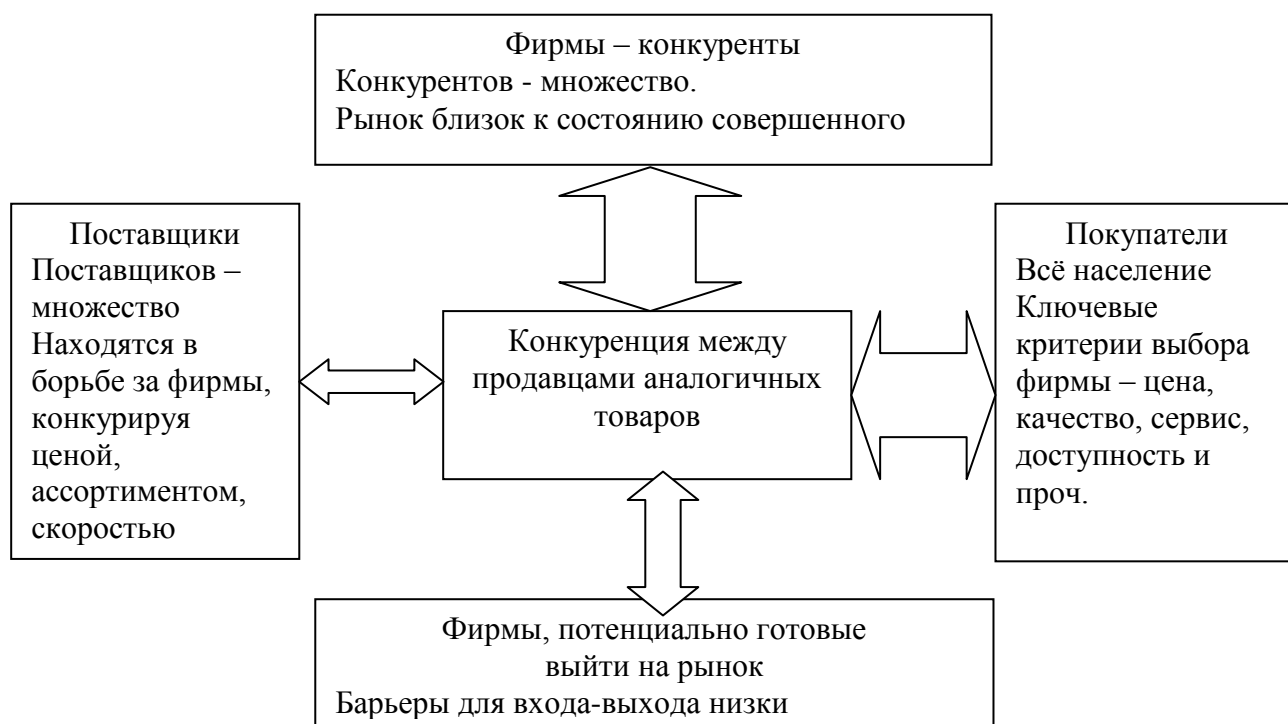 Фирмы – конкуренты
Конкурентов - множество.
Рынок близок к состоянию совершенного
Поставщики
Поставщиков –
множество
Находятся в
борьбе за фирмы,
конкурируя
ценой,
ассортиментом,
скоростью
Конкуренция между
продавцами аналогичных
товаров
Покупатели
Всё население
Ключевые
критерии выбора
фирмы – цена,
качество, сервис,
доступность и
проч.
Фирмы, потенциально готовые
выйти на рынок
Барьеры для входа-выхода низки